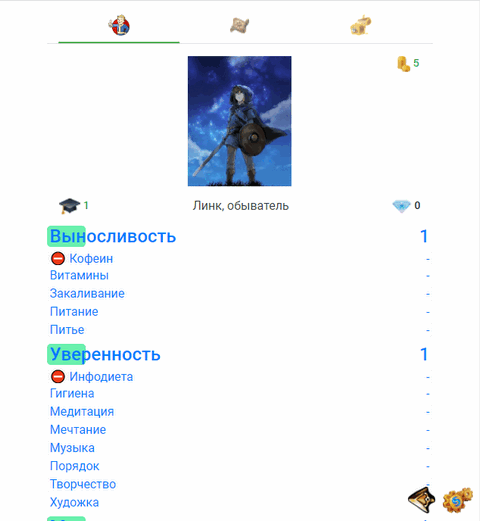 5
1 Линк, обыватель 0
Выносливость 1
Кофеин -
Витамины -
Закаливание -
Питание -
Питье -
Уверенность 1
Инфодиета -
Гигиена -
Медитация -
Мечтание -
Музыка -
Порядок -
Творчество -
Художка -